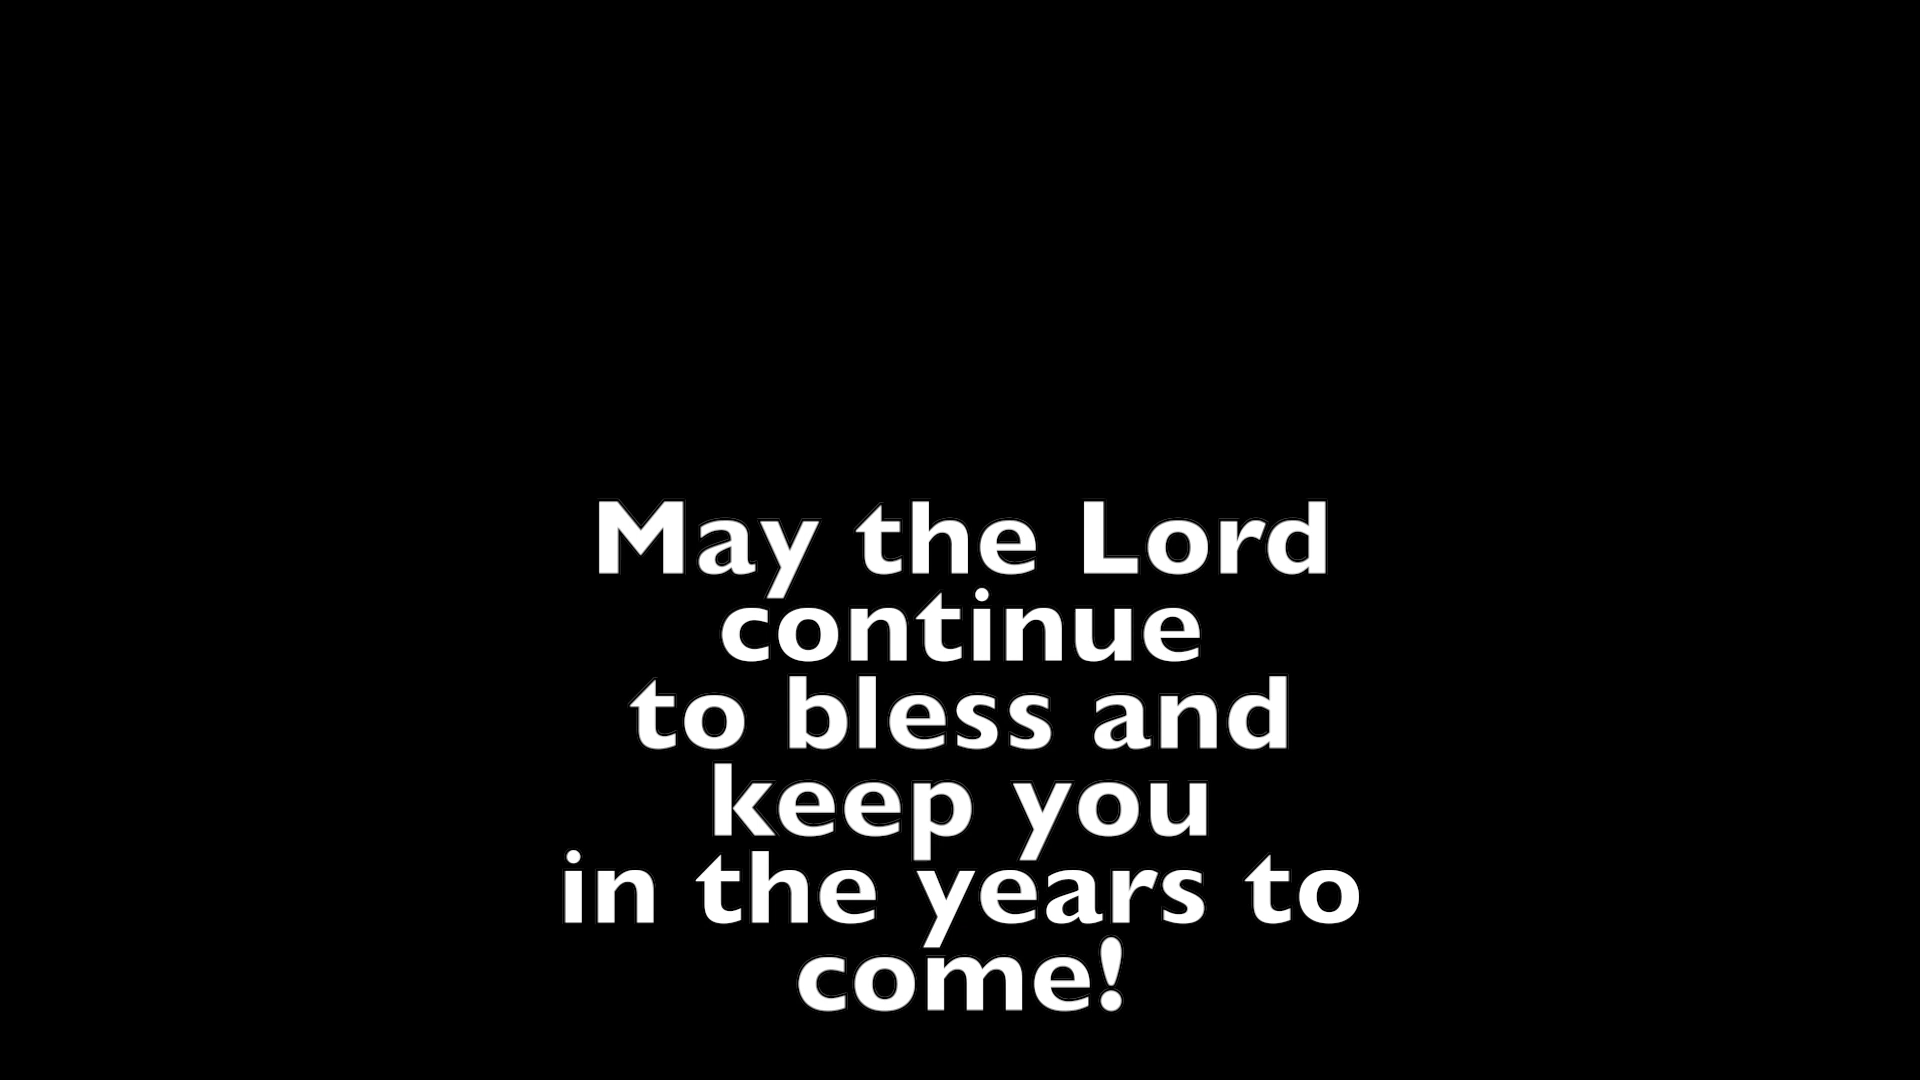 May the Lord
continue
to bless and
keep you
in the years to
come!